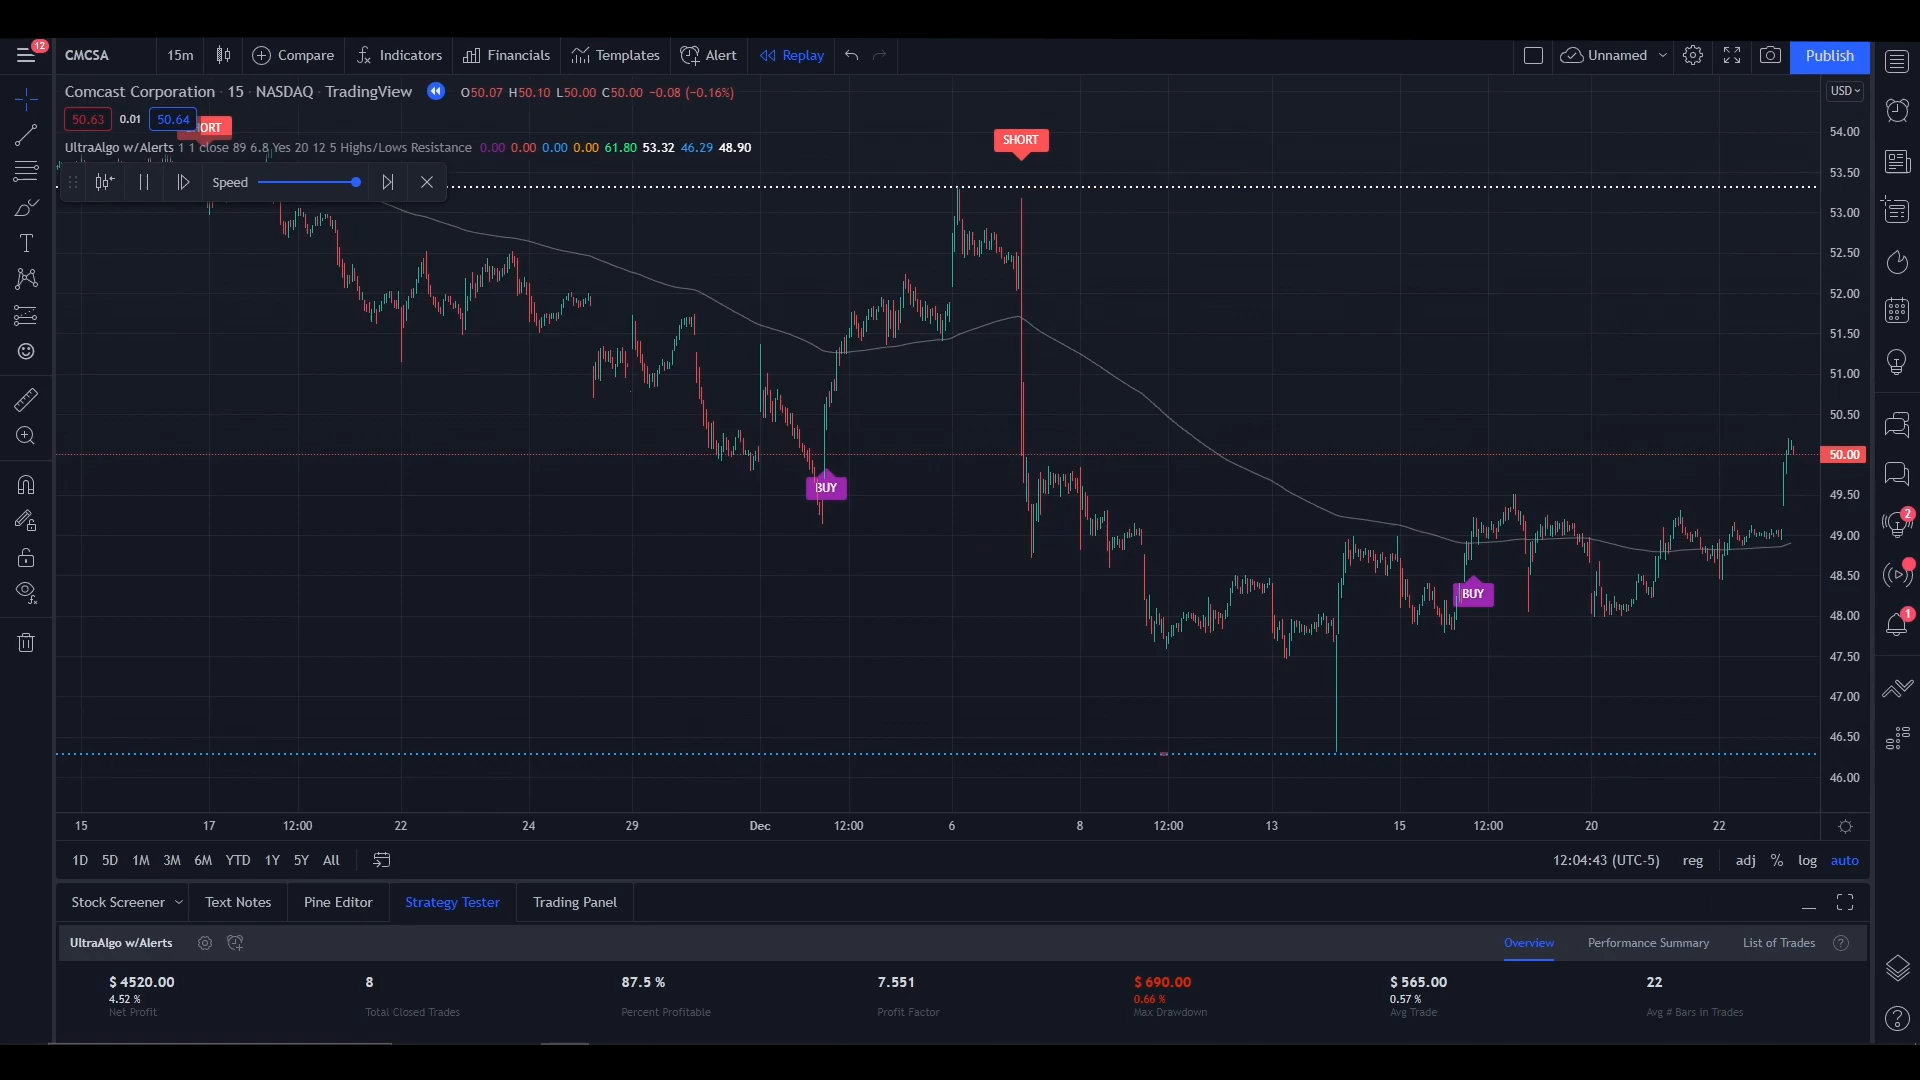 12
CMCSA 15m Compare Indicators Financials Templates Alert Replay Unnamed Publish
Comcast Corporation · 15 · NASDAQ · TradingView O50.07 H50.10 L50.00 C50.00 −0.08 (−0.16%)
USD
50.63 0.01 50.64
UltraAlgo w/Alerts 1 1 close 89 6.8 Yes 20 12 5 Highs/Lows Resistance 0.00 0.00 0.00 0.00 61.80 53.32 46.29 48.90
Speed
SHORT
BUY
BUY
54.00
53.50
53.00
52.50
52.00
51.50
51.00
50.50
50.00
49.50
49.00
48.50
48.00
47.50
47.00
46.50
46.00
2
1
15 17 12:00 22 24 29 Dec 12:00 6 8 12:00 13 15 12:00 20 22
1D 5D 1M 3M 6M YTD 1Y 5Y All 12:04:43 (UTC-5) reg adj % log auto
Stock Screener Text Notes Pine Editor Strategy Tester Trading Panel
UltraAlgo w/Alerts Overview Performance Summary List of Trades
$ 4520.00 8 87.5 % 7.551 $ 690.00 $ 565.00 22
4.52 % 0.66 % 0.57 %
Net Profit Total Closed Trades Percent Profitable Profit Factor Max Drawdown Avg Trade Avg # Bars In Trades